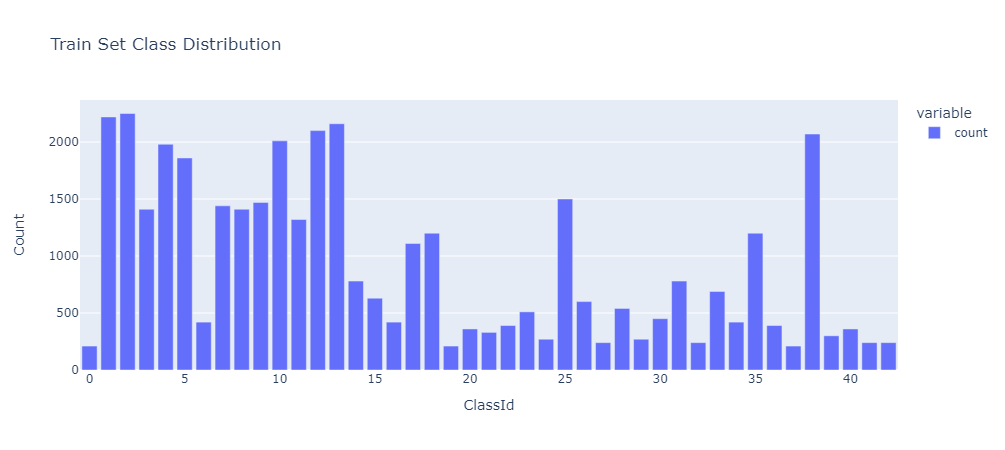 Train Set Class Distribution
variable
count
2000
1500
1000
500
0
Count
0 5 10 15 20 25 30 35 40
ClassId